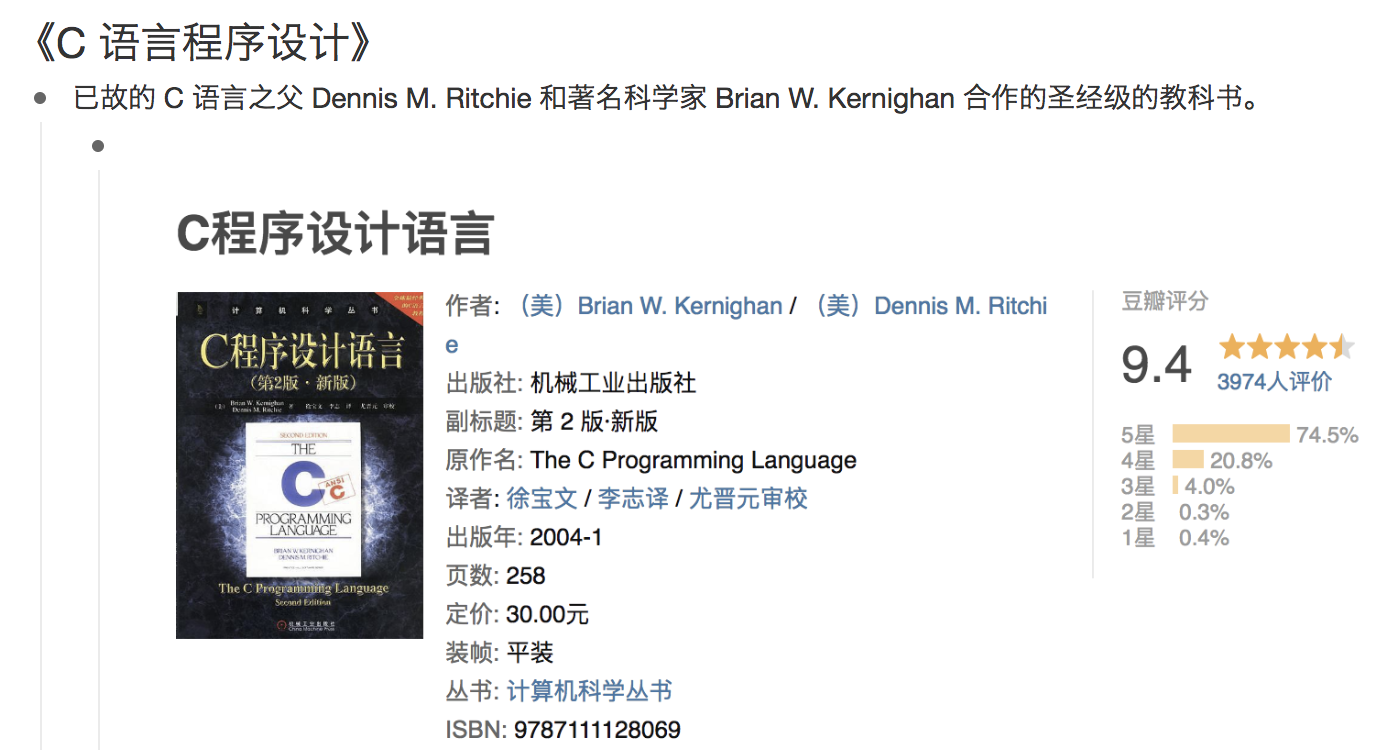 《C 语言程序设计》
已故的 C 语言之父 Dennis M. Ritchie 和著名科学家 Brian W. Kernighan 合作的圣经级的教科书。
C程序设计语言
计算机科学丛书
C程序设计语言
(第2版·新版)
(美) Brian W. Kernighan
Dennis M. Ritchie 著 徐宝文 李志 译 尤晋元 审校
SECOND EDITION
THE
C
ANSI C
PROGRAMMING
LANGUAGE
BRIAN W. KERNIGHAN
DENNIS M. RITCHIE
The C Programming Language
Second Edition
机械工业出版社
China Machine Press
作者: （美）Brian W. Kernighan / （美）Dennis M. Ritchi
e
出版社: 机械工业出版社
副标题: 第 2 版·新版
原作名: The C Programming Language
译者: 徐宝文 / 李志译 / 尤晋元审校
出版年: 2004-1
页数: 258
定价: 30.00元
装帧: 平装
丛书: 计算机科学丛书
ISBN: 9787111128069
豆瓣评分
9.4
3974人评价
5星 74.5%
4星 20.8%
3星 4.0%
2星 0.3%
1星 0.4%